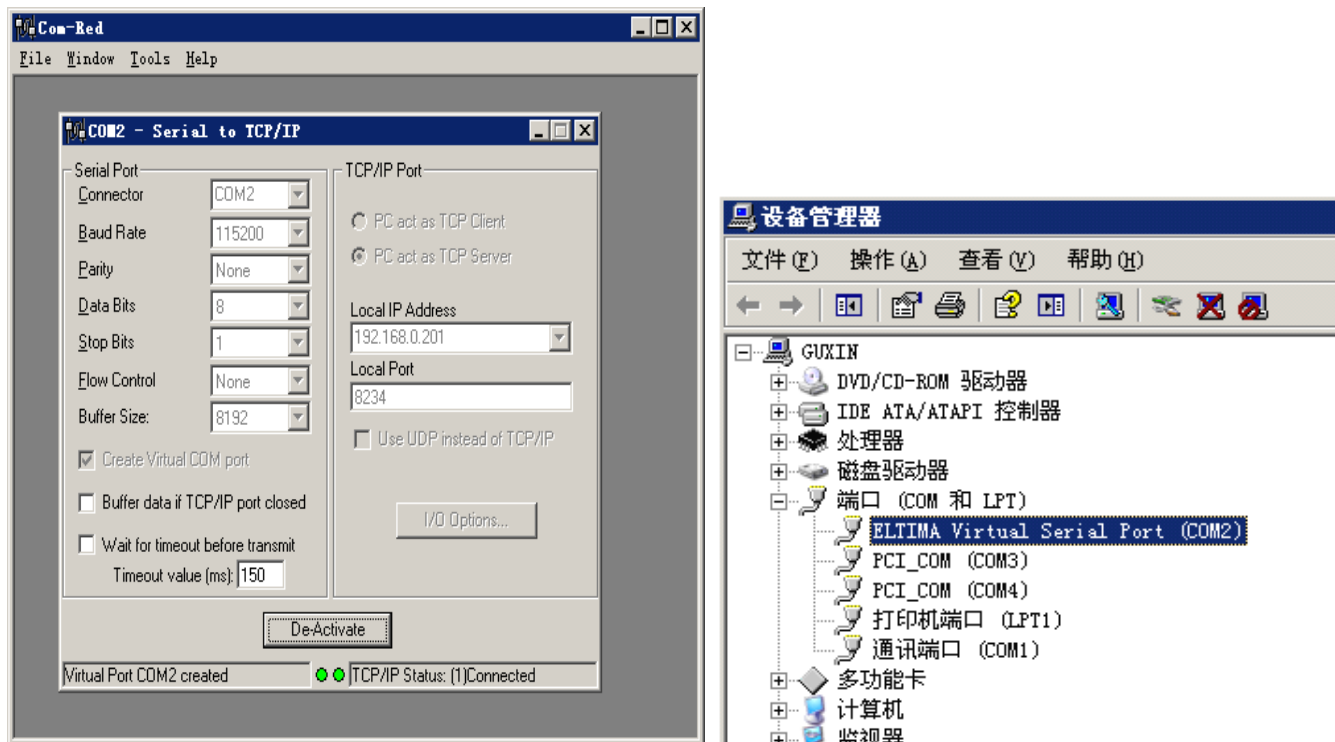 Com-Red
File Window Tools Help
COM2 - Serial to TCP/IP
Serial Port
Connector COM2
Baud Rate 115200
Parity None
Data Bits 8
Stop Bits 1
Flow Control None
Buffer Size: 8192
Create Virtual COM port
Buffer data if TCP/IP port closed
Wait for timeout before transmit
Timeout value (ms): 150
TCP/IP Port
PC act as TCP Client
PC act as TCP Server
Local IP Address
192.168.0.201
Local Port
8234
Use UDP instead of TCP/IP
I/O Options...
De-Activate
Virtual Port COM2 created
TCP/IP Status: (1)Connected
设备管理器
文件(F) 操作(A) 查看(V) 帮助(H)
GUXIN
DVD/CD-ROM 驱动器
IDE ATA/ATAPI 控制器
处理器
磁盘驱动器
端口 (COM 和 LPT)
ELTIMA Virtual Serial Port (COM2)
PCI_COM (COM3)
PCI_COM (COM4)
打印机端口 (LPT1)
通讯端口 (COM1)
多功能卡
计算机
监视器